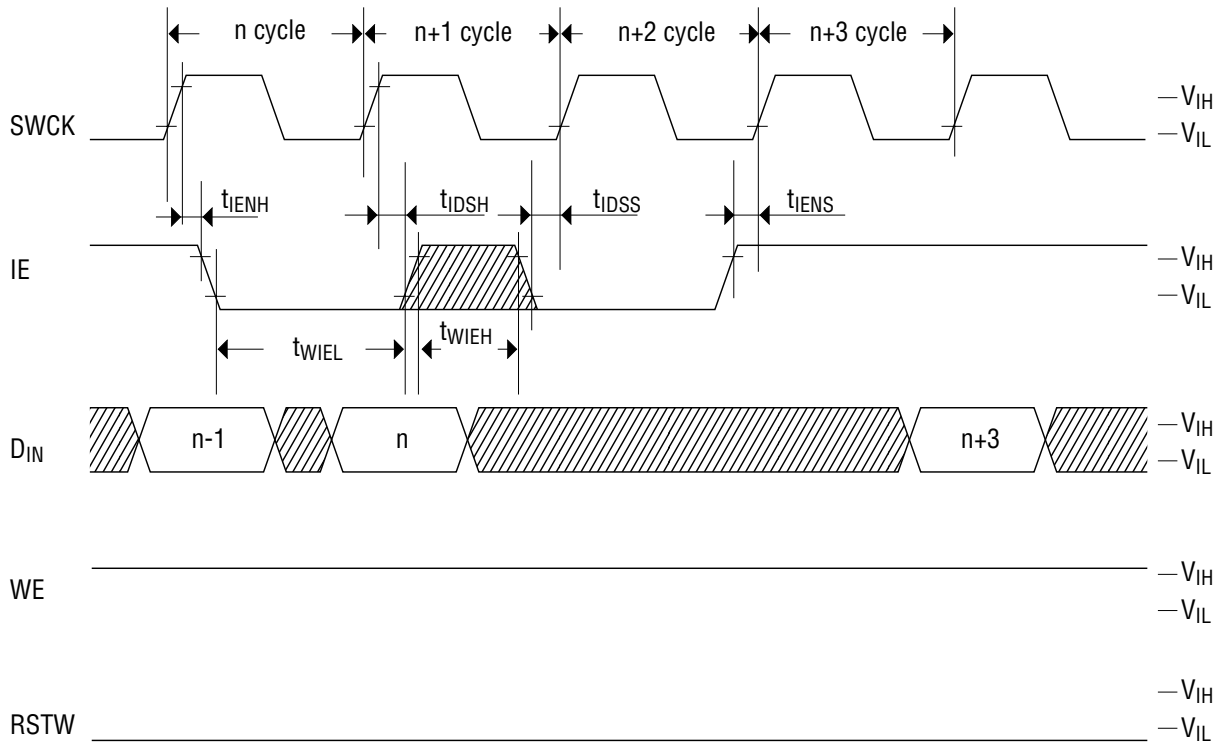 n cycle n+1 cycle n+2 cycle n+3 cycle
SWCK
VIH
VIL
tIENH tIDSH tIDSS tIENS
IE
VIH
VIL
tWIEL tWIEH
DIN
n-1 n n+3
VIH
VIL
WE
VIH
VIL
RSTW
VIH
VIL